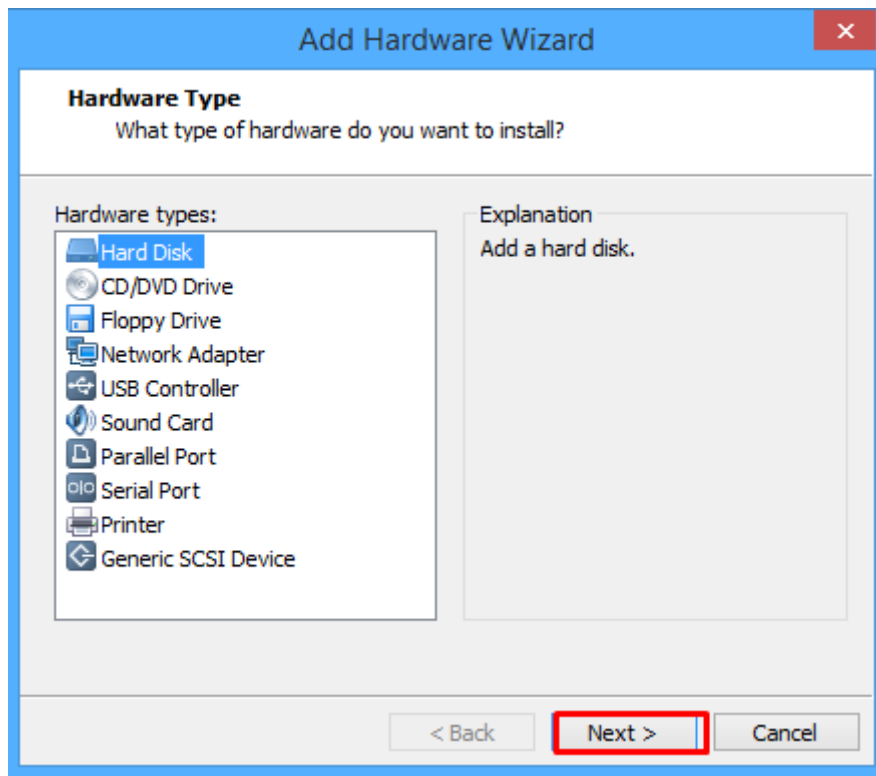 Add Hardware Wizard
Hardware Type
What type of hardware do you want to install?
Hardware types:
Hard Disk
CD/DVD Drive
Floppy Drive
Network Adapter
USB Controller
Sound Card
Parallel Port
Serial Port
Printer
Generic SCSI Device
Explanation
Add a hard disk.
< Back
Next >
Cancel